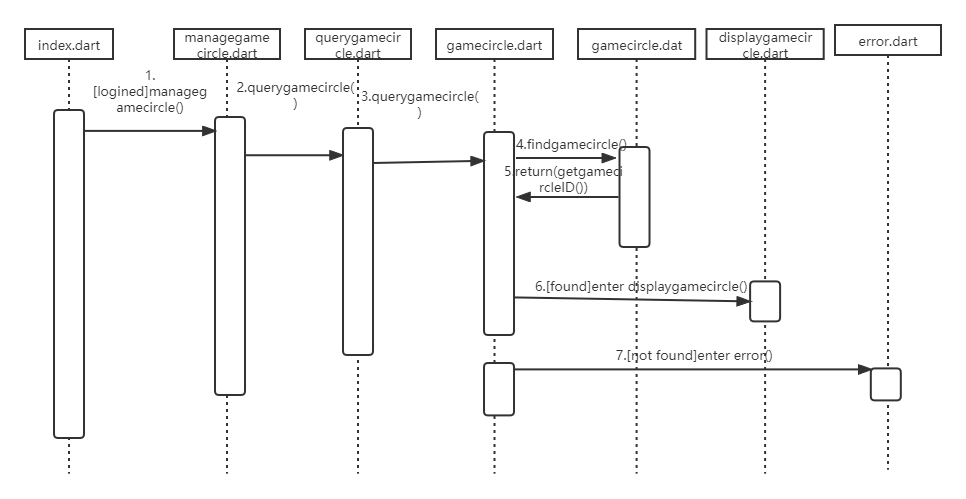 index.dart
managegame
circle.dart
querygamecir
cle.dart
gamecircle.dart
gamecircle.dat
displaygamecir
cle.dart
error.dart
1.
[logined]manageg
amecircle()
2.querygamecircle(
)
3.querygamecircle(
)
4.findgamecircle()
5.return(getgameci
rcleID())
6.[found]enter displaygamecircle()
7.[not found]enter error()